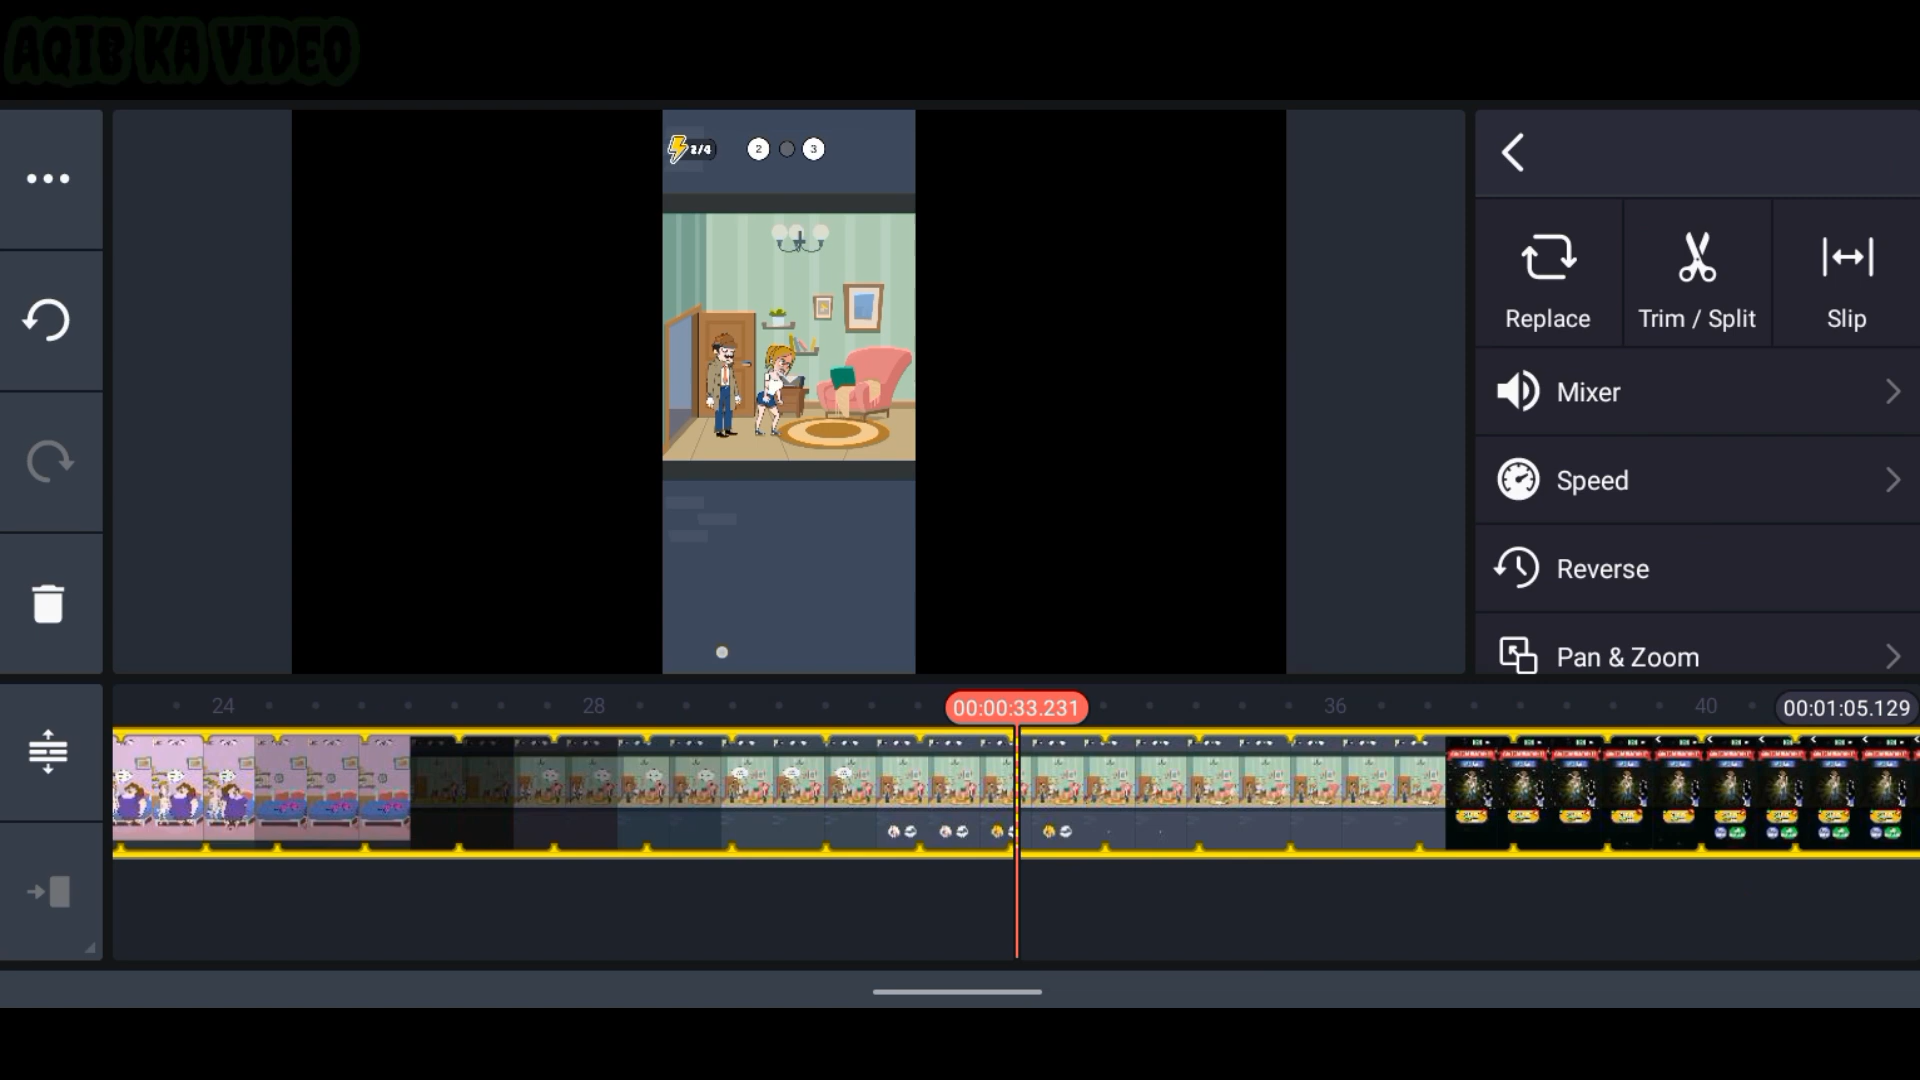 AQIB KA VIDEO
2/4
2
3
Replace
Trim / Split
Slip
Mixer
Speed
Reverse
Pan & Zoom
24
28
00:00:33.231
36
40
00:01:05.129